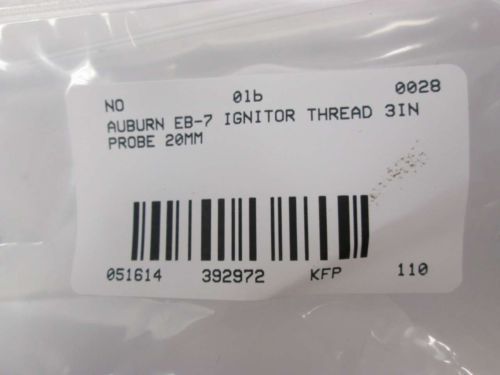 NO 01b 0028
AUBURN EB-7 IGNITOR THREAD 3IN
PROBE 20MM
051614 392972 KFP 110